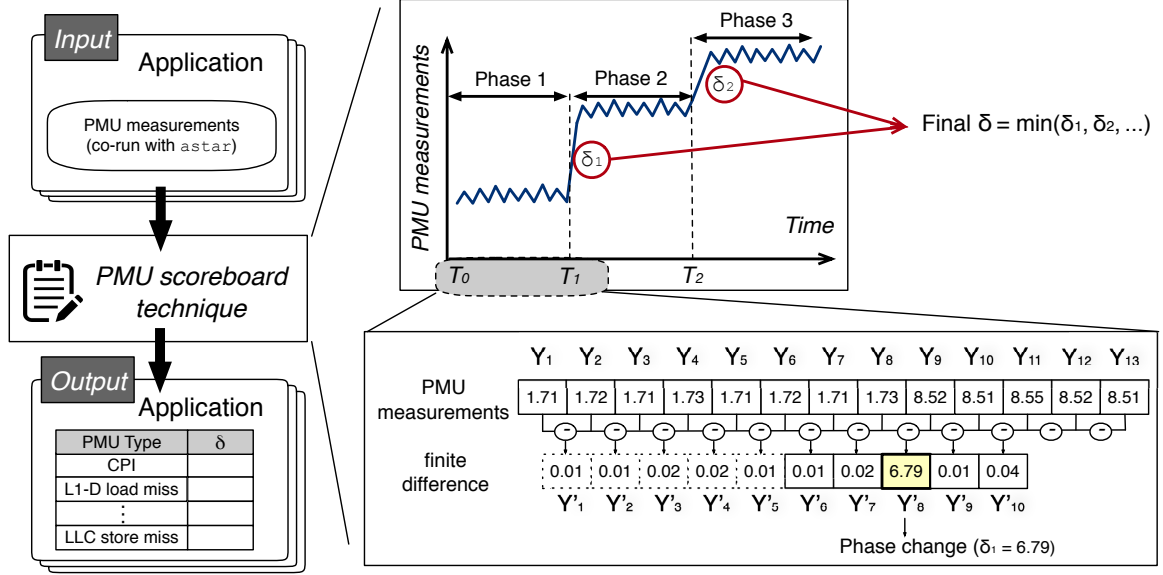 Input
Application
PMU measurements
(co-run with astar)
PMU scoreboard
technique
Output
Application
PMU Type δ
CPI
L1-D load miss
⋮
LLC store miss
PMU measurements
Phase 1
Phase 2
Phase 3
δ₁
δ₂
Time
T₀ T₁ T₂
Final δ = min(δ₁, δ₂, ...)
Y₁ Y₂ Y₃ Y₄ Y₅ Y₆ Y₇ Y₈ Y₉ Y₁₀ Y₁₁ Y₁₂ Y₁₃
PMU
measurements
1.71 1.72 1.71 1.73 1.71 1.72 1.71 1.73 8.52 8.51 8.55 8.52 8.51
- - - - - - - - - - - -
finite
difference
0.01 0.01 0.02 0.02 0.01 0.01 0.02 6.79 0.01 0.04
Y'₁ Y'₂ Y'₃ Y'₄ Y'₅ Y'₆ Y'₇ Y'₈ Y'₉ Y'₁₀
Phase change (δ₁ = 6.79)